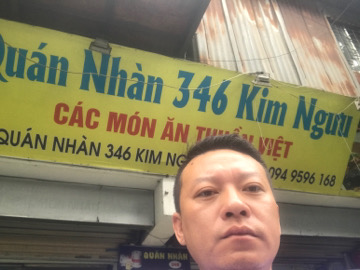 Quán Nhàn 346 Kim Ngưu
CÁC MÓN ĂN THUẦN VIỆT
QUÁN NHÀN 346 KIM NG 094 9596 168
QUÁN NHÀN